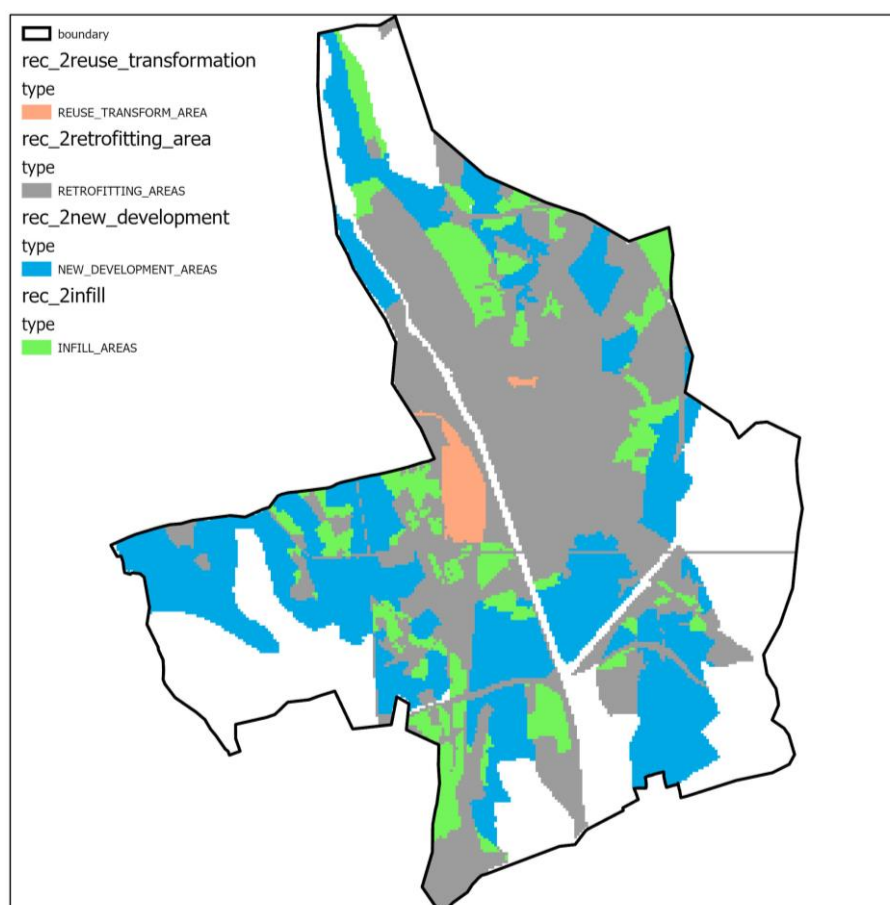 boundary
rec_2reuse_transformation
type
REUSE_TRANSFORM_AREA
rec_2retrofitting_area
type
RETROFITTING_AREAS
rec_2new_development
type
NEW_DEVELOPMENT_AREAS
rec_2infill
type
INFILL_AREAS